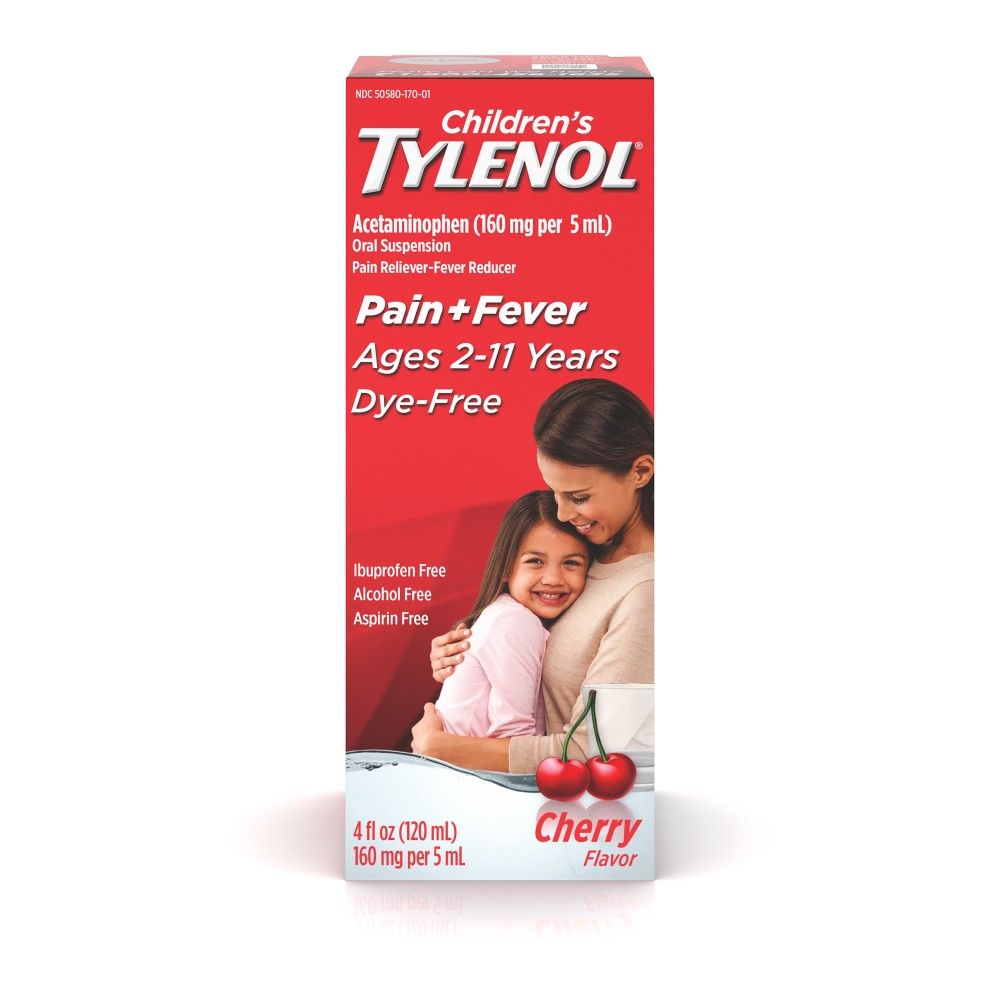 NDC 50580-170-01
Children's
TYLENOL®
Acetaminophen (160 mg per 5 mL)
Oral Suspension
Pain Reliever-Fever Reducer
Pain+Fever
Ages 2-11 Years
Dye-Free
Ibuprofen Free
Alcohol Free
Aspirin Free
4 fl oz (120 mL)
160 mg per 5 mL
Cherry
Flavor